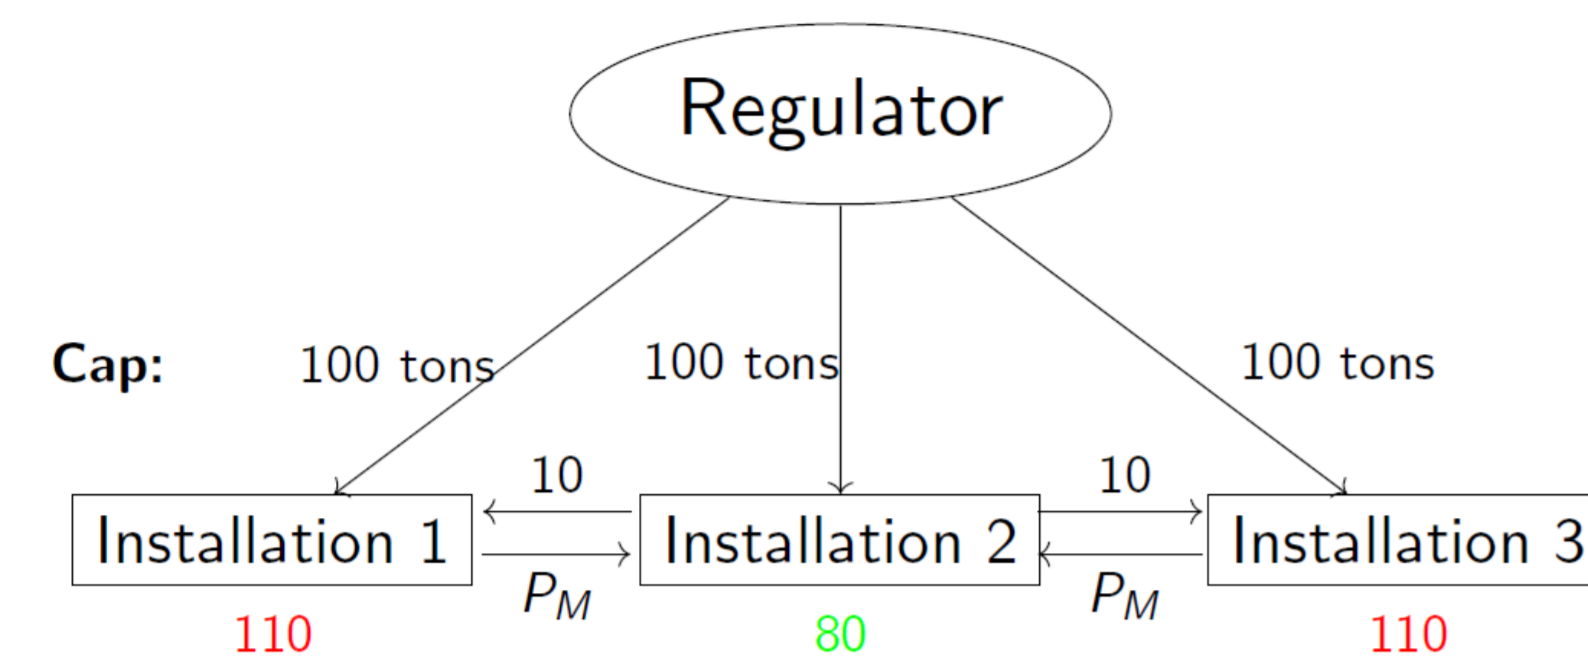 Regulator
Cap: 100 tons 100 tons 100 tons
10 10
Installation 1 Installation 2 Installation 3
P_M P_M
110 80 110